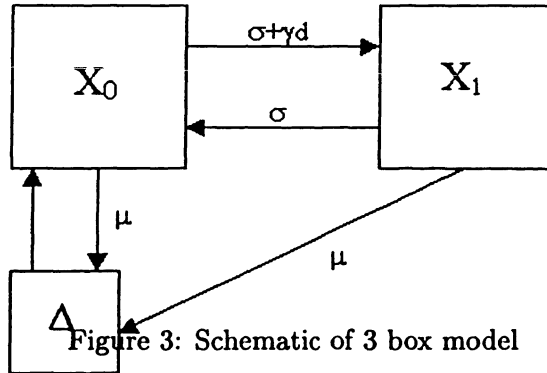 σ+γd
X₀
X₁
σ
μ
μ
Δ
Figure 3: Schematic of 3 box model